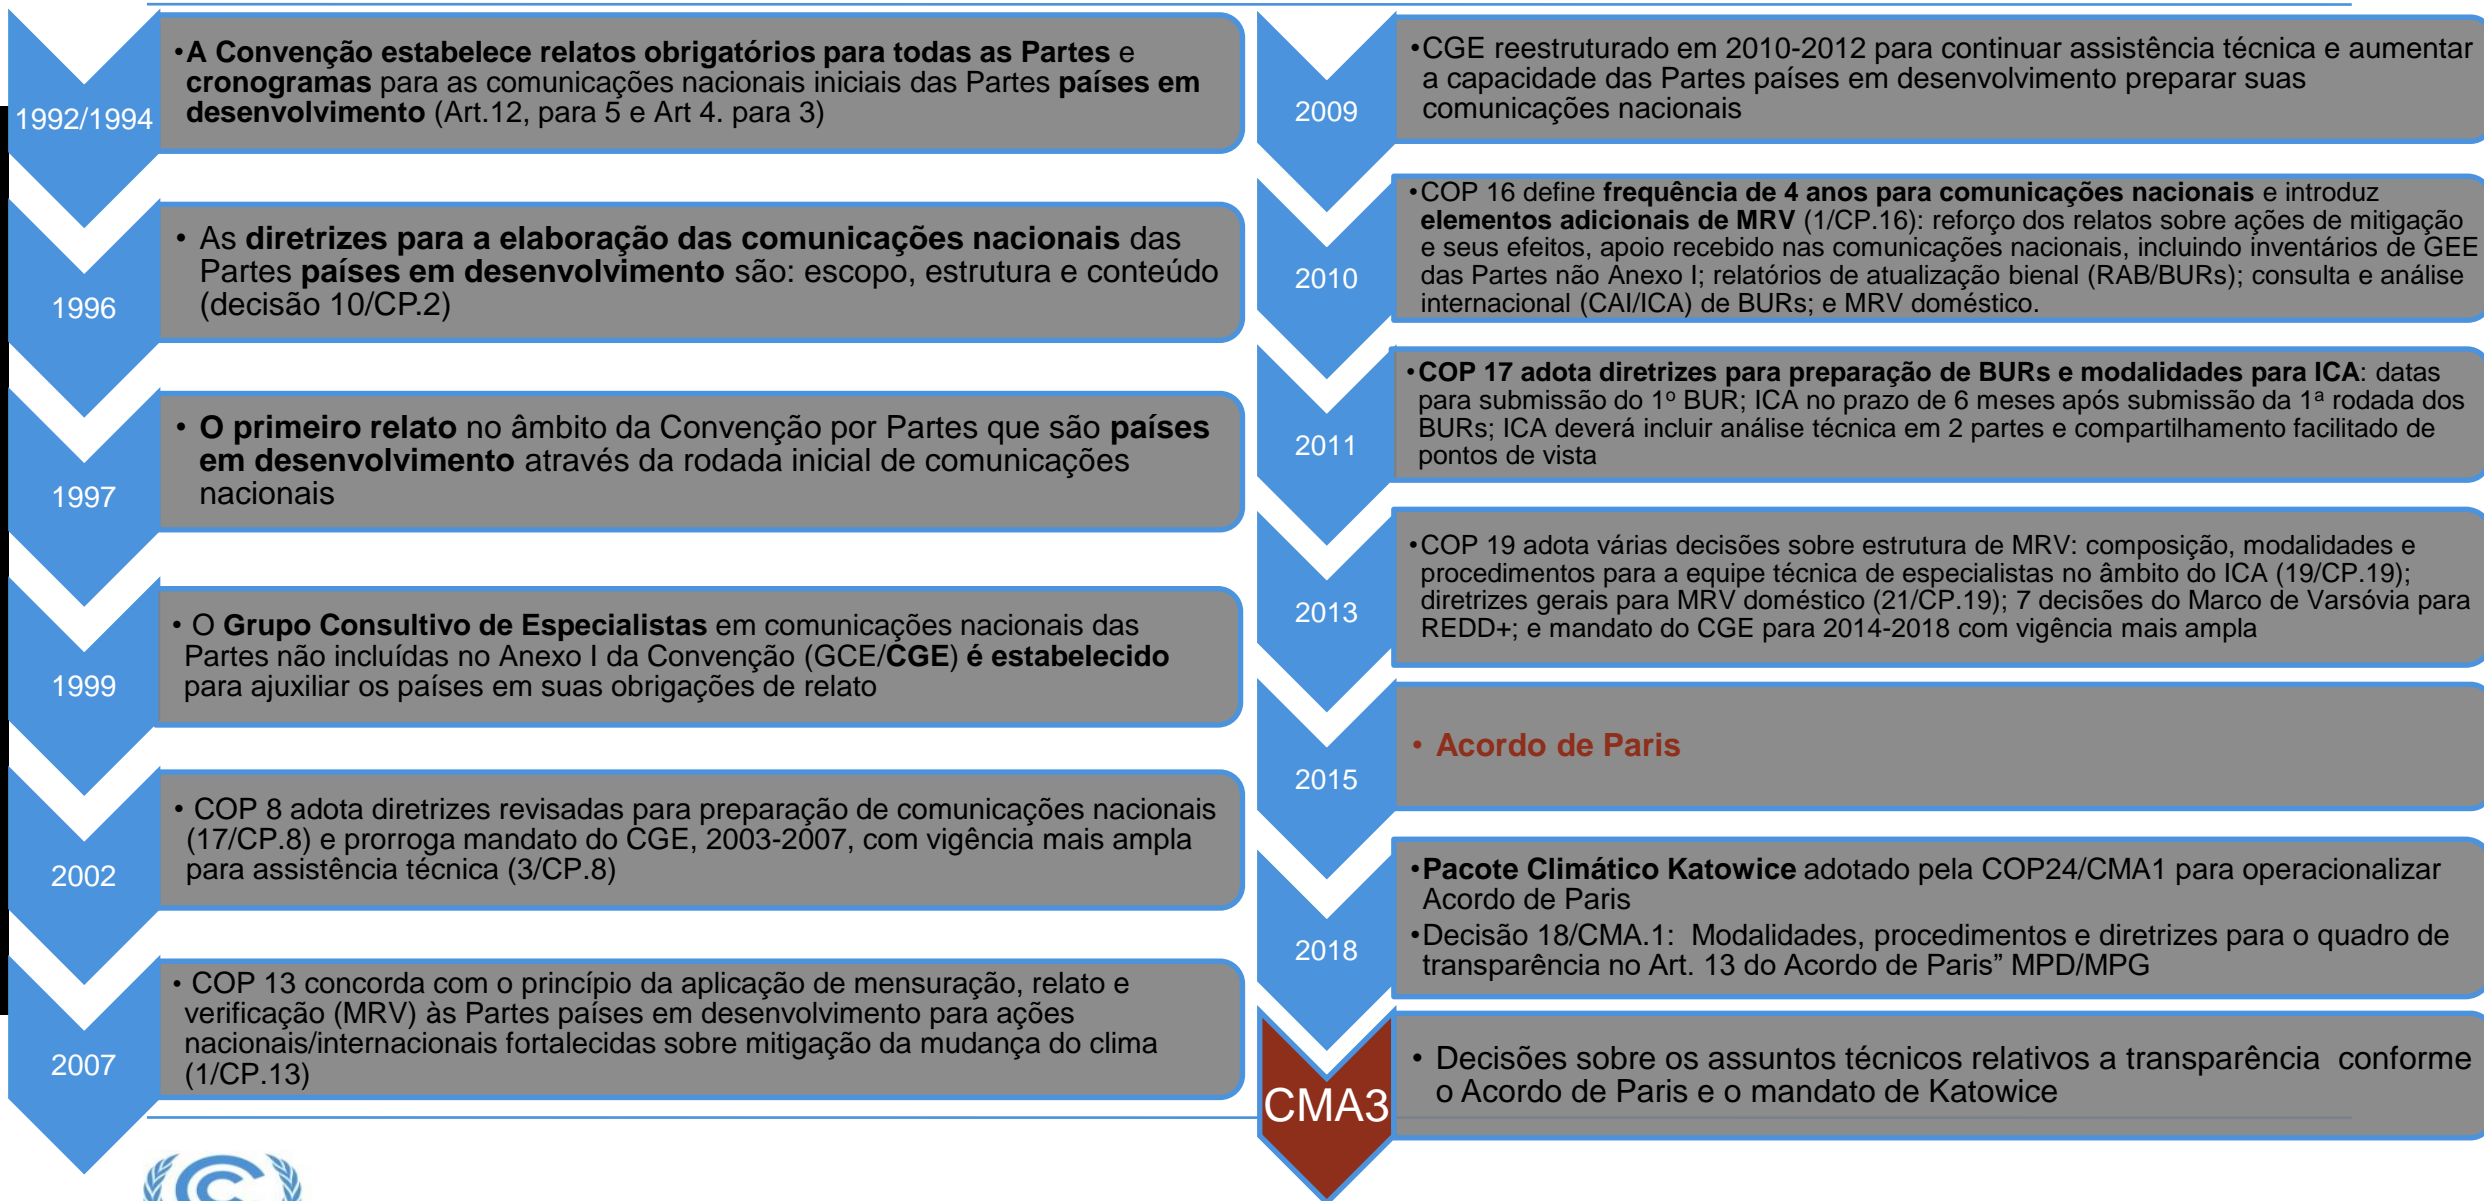 1992/1994
•A Convenção estabelece relatos obrigatórios para todas as Partes e
cronogramas para as comunicações nacionais iniciais das Partes países em
desenvolvimento (Art.12, para 5 e Art 4. para 3)
1996
• As diretrizes para a elaboração das comunicações nacionais das
Partes países em desenvolvimento são: escopo, estrutura e conteúdo
(decisão 10/CP.2)
1997
• O primeiro relato no âmbito da Convenção por Partes que são países
em desenvolvimento através da rodada inicial de comunicações
nacionais
1999
• O Grupo Consultivo de Especialistas em comunicações nacionais das
Partes não incluídas no Anexo I da Convenção (GCE/CGE) é estabelecido
para ajuxiliar os países em suas obrigações de relato
2002
• COP 8 adota diretrizes revisadas para preparação de comunicações nacionais
(17/CP.8) e prorroga mandato do CGE, 2003-2007, com vigência mais ampla
para assistência técnica (3/CP.8)
2007
• COP 13 concorda com o princípio da aplicação de mensuração, relato e
verificação (MRV) às Partes países em desenvolvimento para ações
nacionais/internacionais fortalecidas sobre mitigação da mudança do clima
(1/CP.13)
2009
•CGE reestruturado em 2010-2012 para continuar assistência técnica e aumentar
a capacidade das Partes países em desenvolvimento preparar suas
comunicações nacionais
2010
•COP 16 define frequência de 4 anos para comunicações nacionais e introduz
elementos adicionais de MRV (1/CP.16): reforço dos relatos sobre ações de mitigação
e seus efeitos, apoio recebido nas comunicações nacionais, incluindo inventários de GEE
das Partes não Anexo I; relatórios de atualização bienal (RAB/BURs); consulta e análise
internacional (CAI/ICA) de BURs; e MRV doméstico.
2011
•COP 17 adota diretrizes para preparação de BURs e modalidades para ICA: datas
para submissão do 1º BUR; ICA no prazo de 6 meses após submissão da 1ª rodada dos
BURs; ICA deverá incluir análise técnica em 2 partes e compartilhamento facilitado de
pontos de vista
2013
•COP 19 adota várias decisões sobre estrutura de MRV: composição, modalidades e
procedimentos para a equipe técnica de especialistas no âmbito do ICA (19/CP.19);
diretrizes gerais para MRV doméstico (21/CP.19); 7 decisões do Marco de Varsóvia para
REDD+; e mandato do CGE para 2014-2018 com vigência mais ampla
2015
• Acordo de Paris
2018
•Pacote Climático Katowice adotado pela COP24/CMA1 para operacionalizar
Acordo de Paris
•Decisão 18/CMA.1: Modalidades, procedimentos e diretrizes para o quadro de
transparência no Art. 13 do Acordo de Paris” MPD/MPG
CMA3
• Decisões sobre os assuntos técnicos relativos a transparência conforme
o Acordo de Paris e o mandato de Katowice